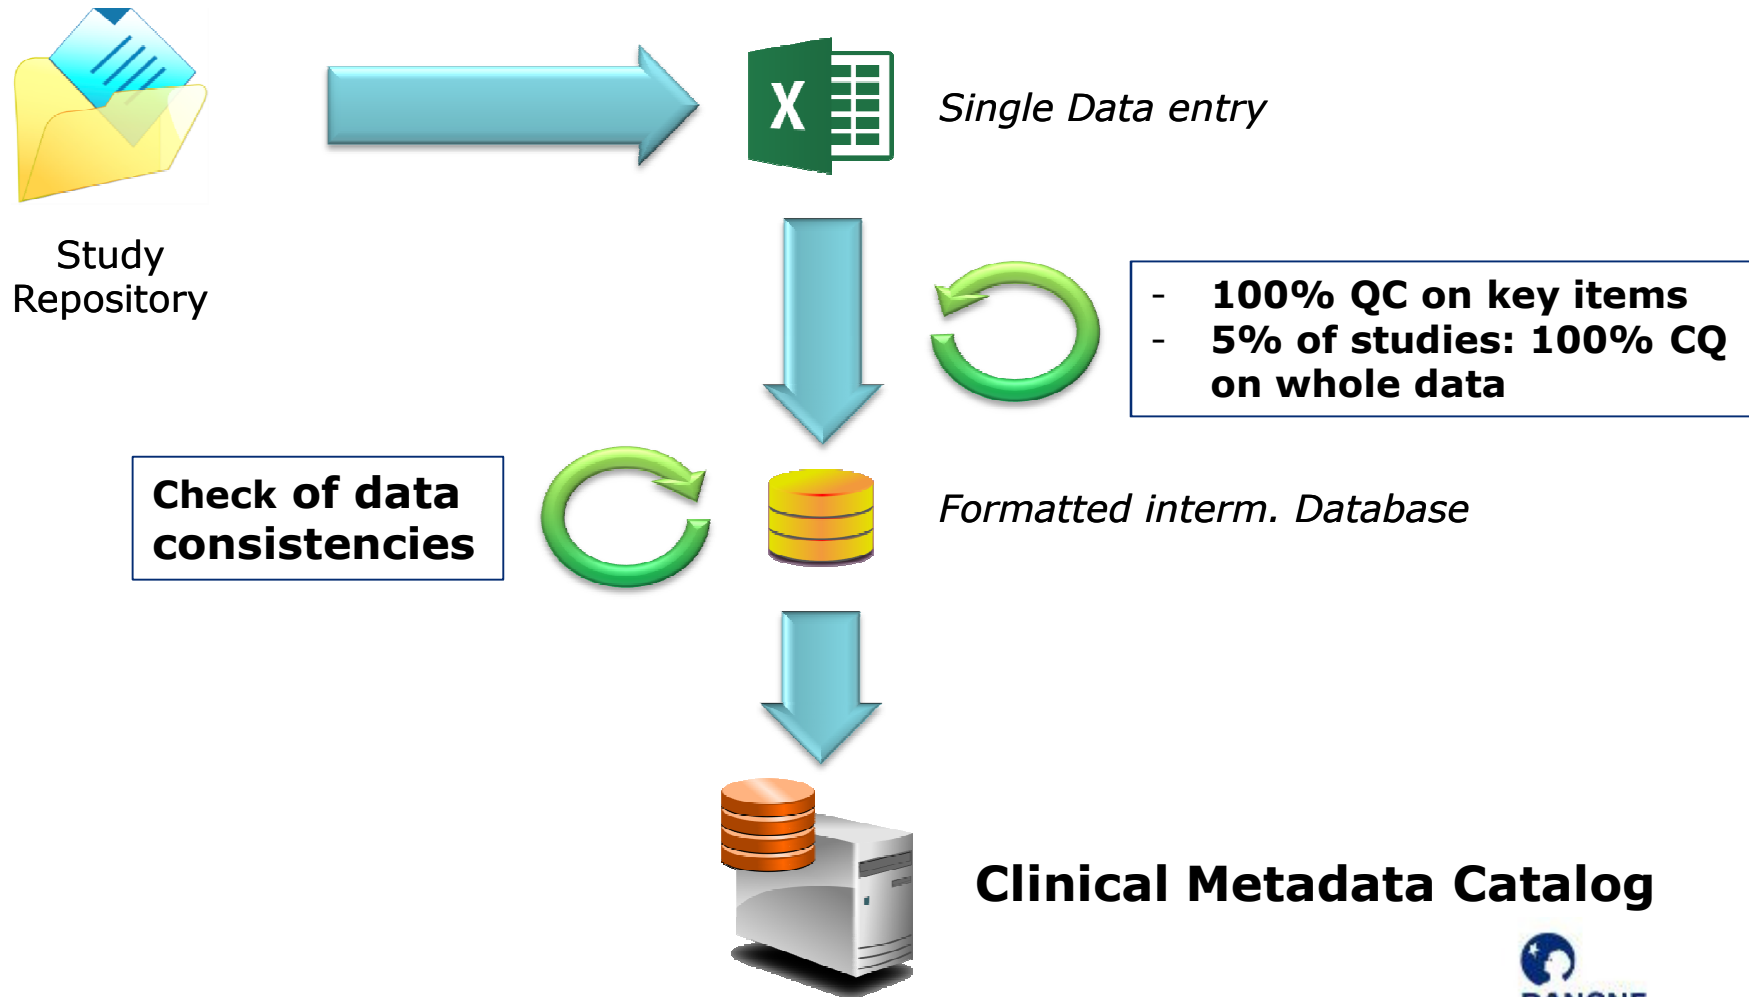 X
Single Data entry
Study
Repository
- 100% QC on key items
- 5% of studies: 100% CQ
on whole data
Check of data
consistencies
Formatted interm. Database
Clinical Metadata Catalog
DANONE